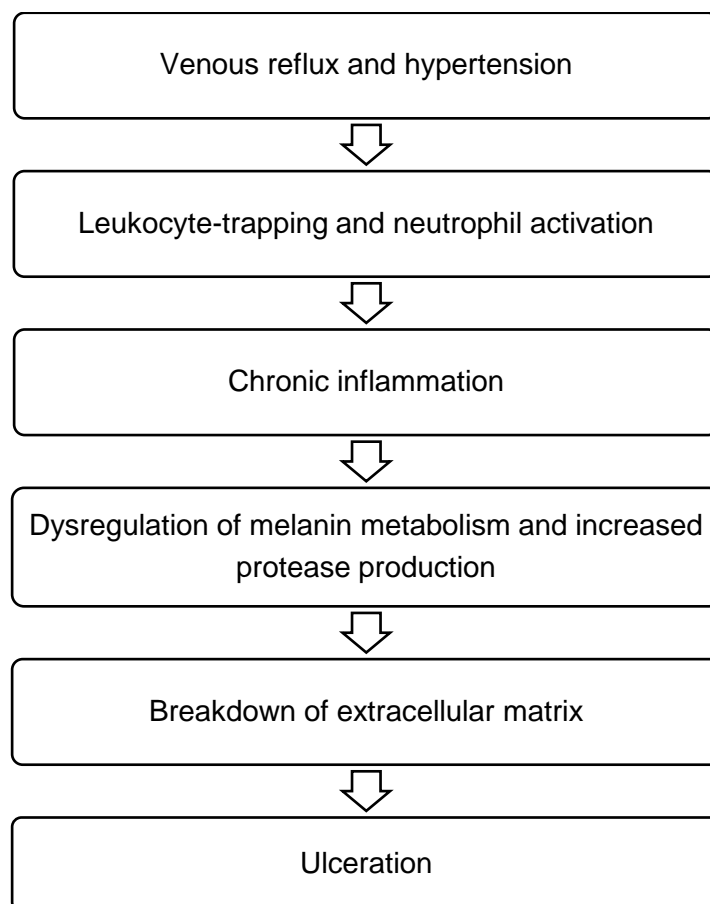 Venous reflux and hypertension
Leukocyte-trapping and neutrophil activation
Chronic inflammation
Dysregulation of melanin metabolism and increased
protease production
Breakdown of extracellular matrix
Ulceration